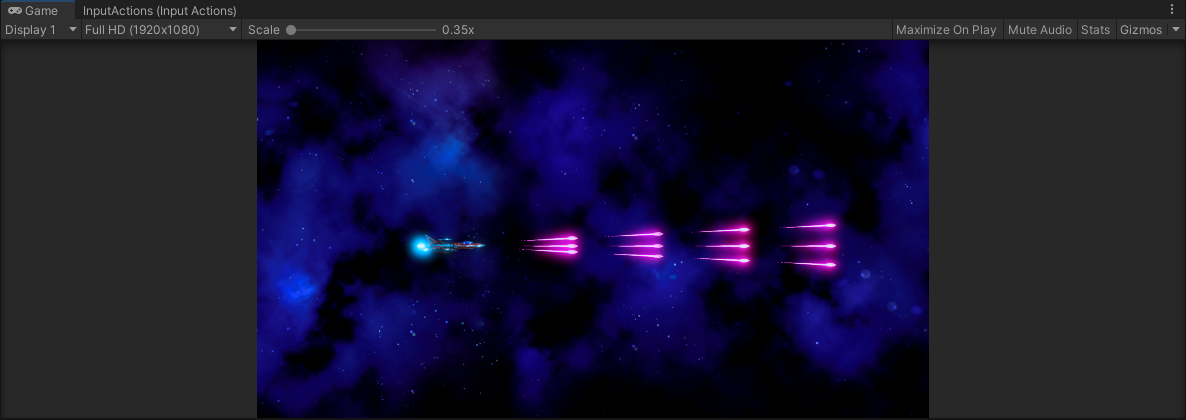 Game InputActions (Input Actions)
Display 1 Full HD (1920x1080) Scale 0.35x Maximize On Play Mute Audio Stats Gizmos